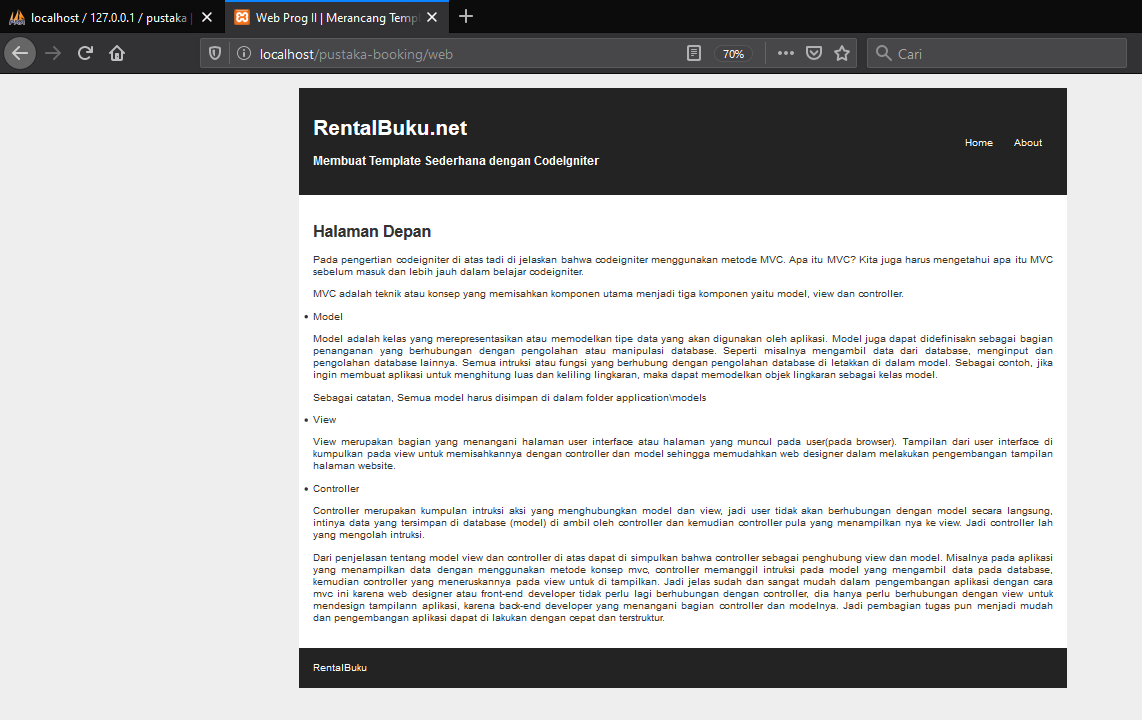 localhost / 127.0.0.1 / pustaka
Web Prog II | Merancang Templ
localhost/pustaka-booking/web
70%
Cari
RentalBuku.net
Membuat Template Sederhana dengan CodeIgniter
Home
About
Halaman Depan
Pada pengertian codeigniter di atas tadi di jelaskan bahwa codeigniter menggunakan metode MVC. Apa itu MVC? Kita juga harus mengetahui apa itu MVC
sebelum masuk dan lebih jauh dalam belajar codeigniter.
MVC adalah teknik atau konsep yang memisahkan komponen utama menjadi tiga komponen yaitu model, view dan controller.
• Model
Model adalah kelas yang merepresentasikan atau memodelkan tipe data yang akan digunakan oleh aplikasi. Model juga dapat didefinisakn sebagai bagian
penanganan yang berhubungan dengan pengolahan atau manipulasi database. Seperti misalnya mengambil data dari database, menginput dan
pengolahan database lainnya. Semua intruksi atau fungsi yang berhubung dengan pengolahan database di letakkan di dalam model. Sebagai contoh, jika
ingin membuat aplikasi untuk menghitung luas dan keliling lingkaran, maka dapat memodelkan objek lingkaran sebagai kelas model.
Sebagai catatan, Semua model harus disimpan di dalam folder application\models
• View
View merupakan bagian yang menangani halaman user interface atau halaman yang muncul pada user(pada browser). Tampilan dari user interface di
kumpulkan pada view untuk memisahkannya dengan controller dan model sehingga memudahkan web designer dalam melakukan pengembangan tampilan
halaman website.
• Controller
Controller merupakan kumpulan intruksi aksi yang menghubungkan model dan view, jadi user tidak akan berhubungan dengan model secara langsung,
intinya data yang tersimpan di database (model) di ambil oleh controller dan kemudian controller pula yang menampilkan nya ke view. Jadi controller lah
yang mengolah intruksi.
Dari penjelasan tentang model view dan controller di atas dapat di simpulkan bahwa controller sebagai penghubung view dan model. Misalnya pada aplikasi
yang menampilkan data dengan menggunakan metode konsep mvc, controller memanggil intruksi pada model yang mengambil data pada database,
kemudian controller yang meneruskannya pada view untuk di tampilkan. Jadi jelas sudah dan sangat mudah dalam pengembangan aplikasi dengan cara
mvc ini karena web designer atau front-end developer tidak perlu lagi berhubungan dengan controller, dia hanya perlu berhubungan dengan view untuk
mendesign tampilann aplikasi, karena back-end developer yang menangani bagian controller dan modelnya. Jadi pembagian tugas pun menjadi mudah
dan pengembangan aplikasi dapat di lakukan dengan cepat dan terstruktur.
RentalBuku